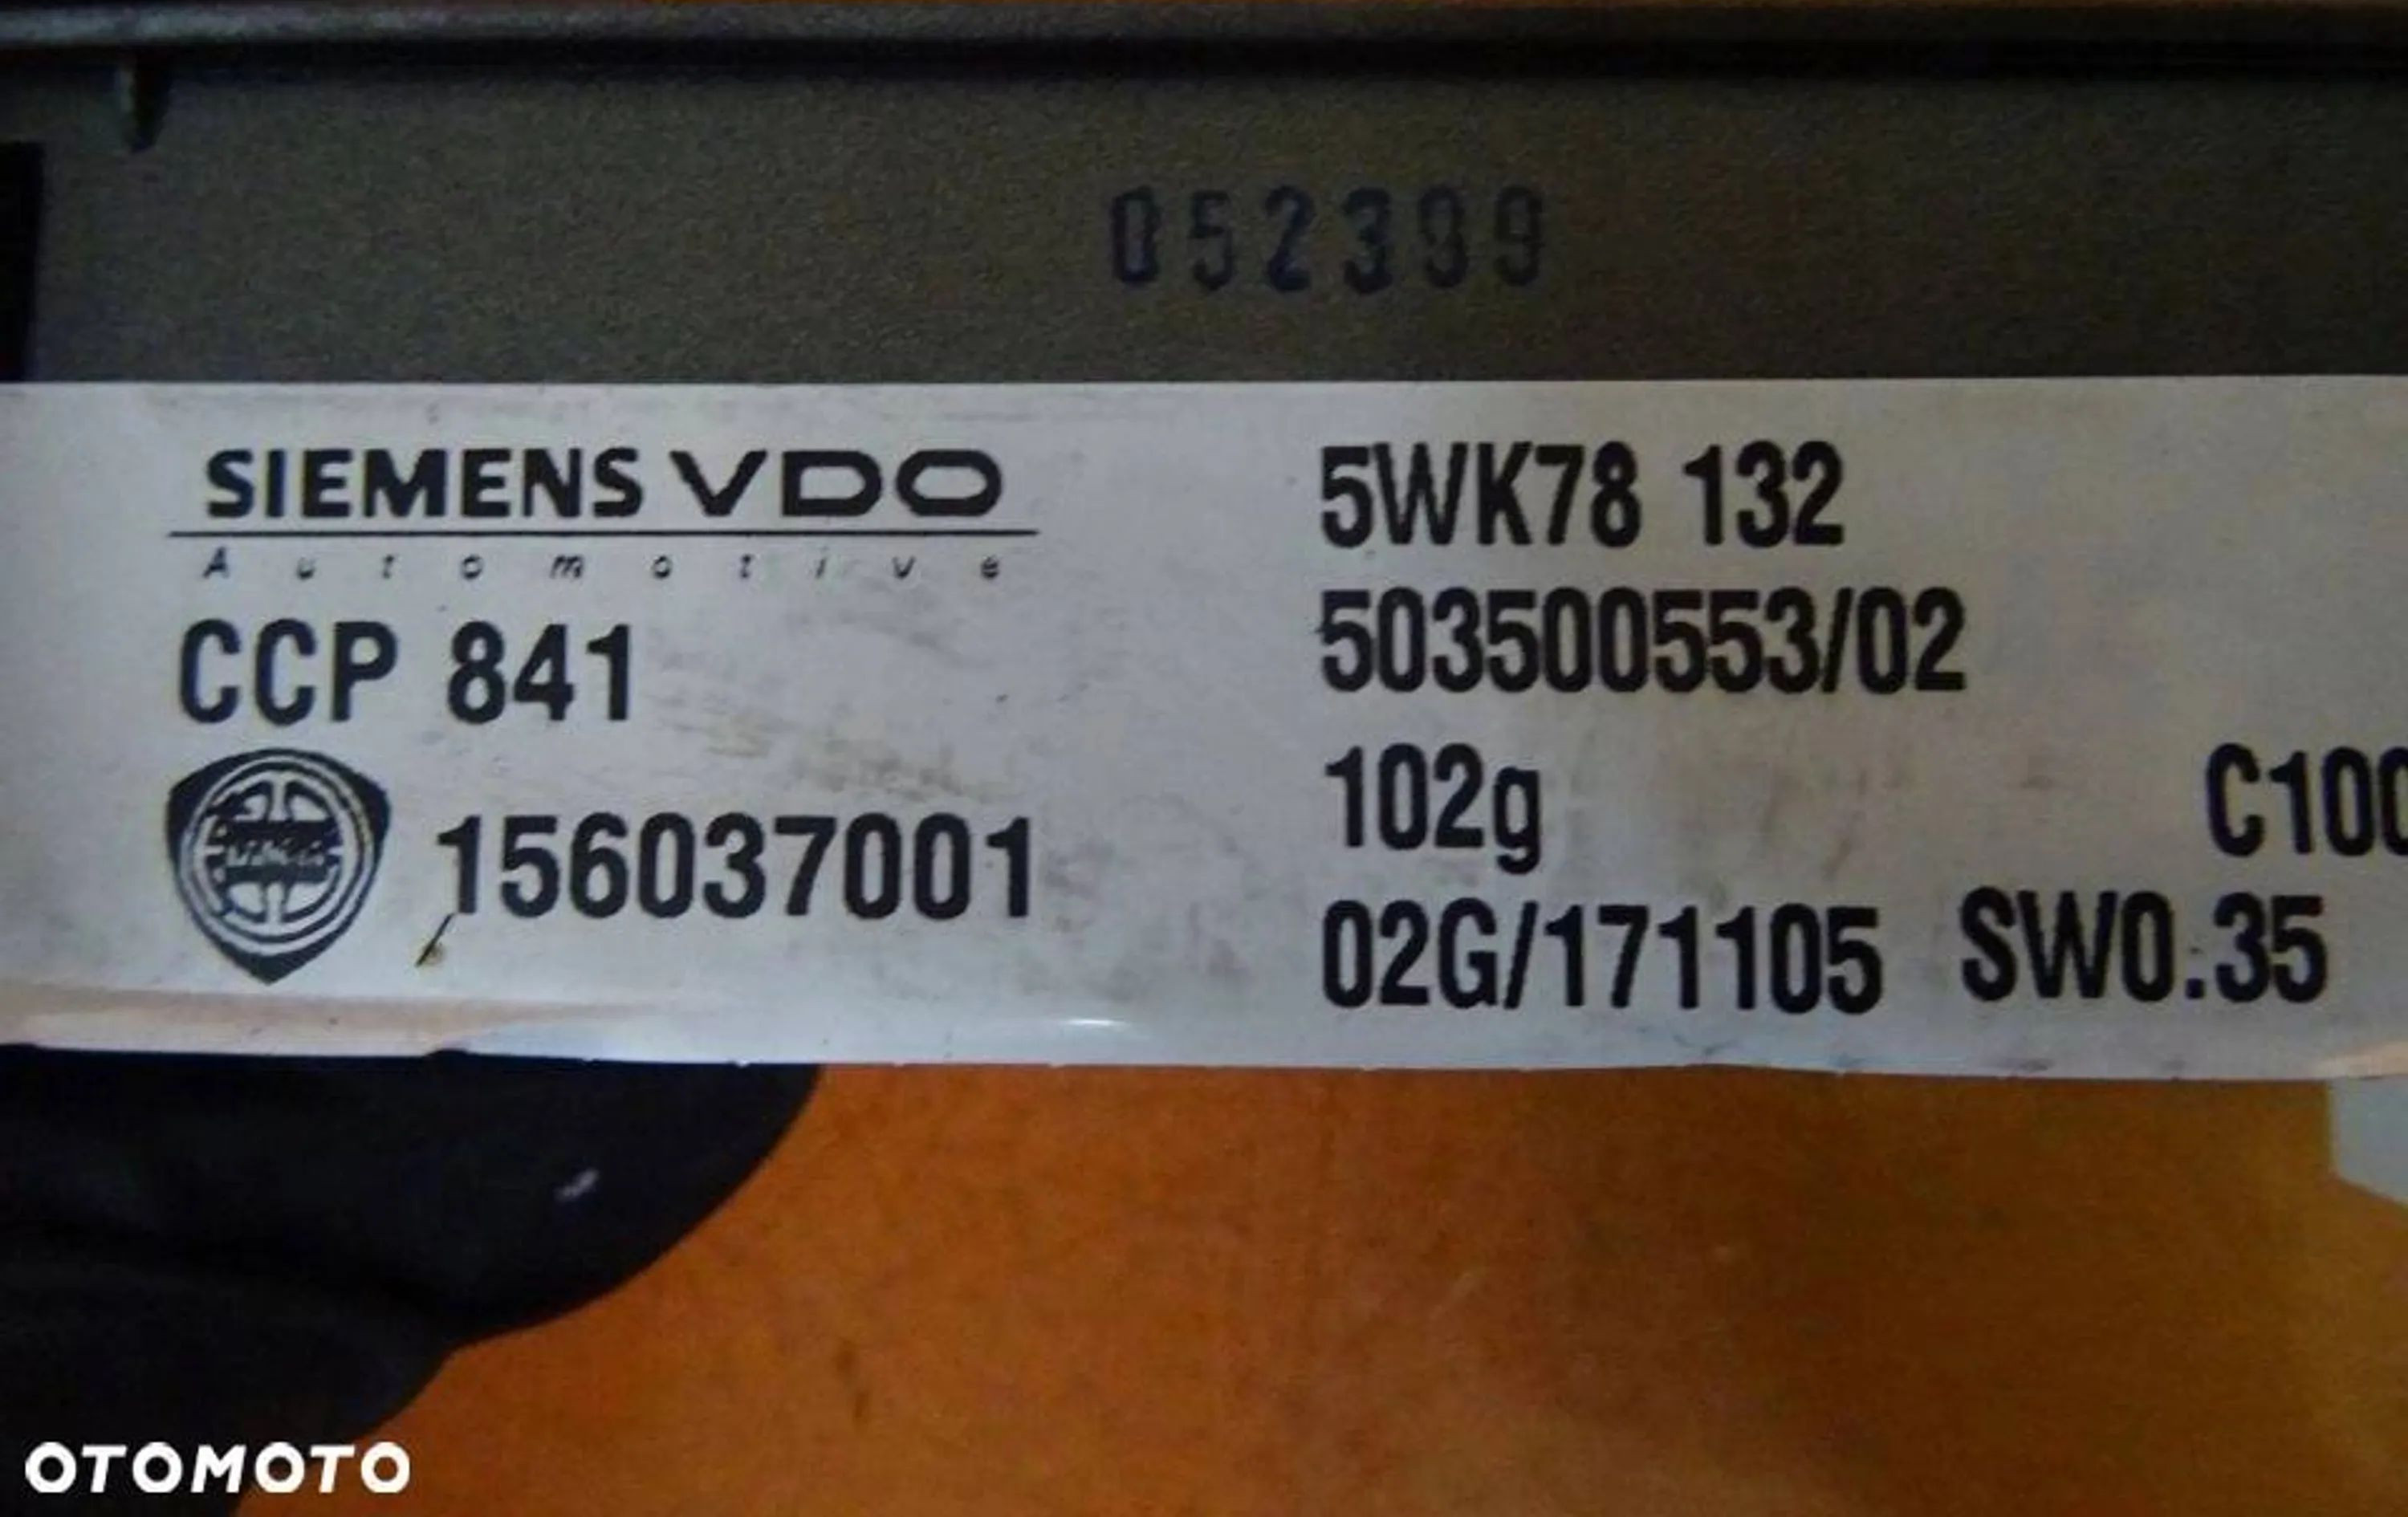 052399
SIEMENS VDO
Automotive
CCP 841
156037001
5WK78 132
503500553/02
102g
C100
02G/171105 SW0.35
OTOMOTO